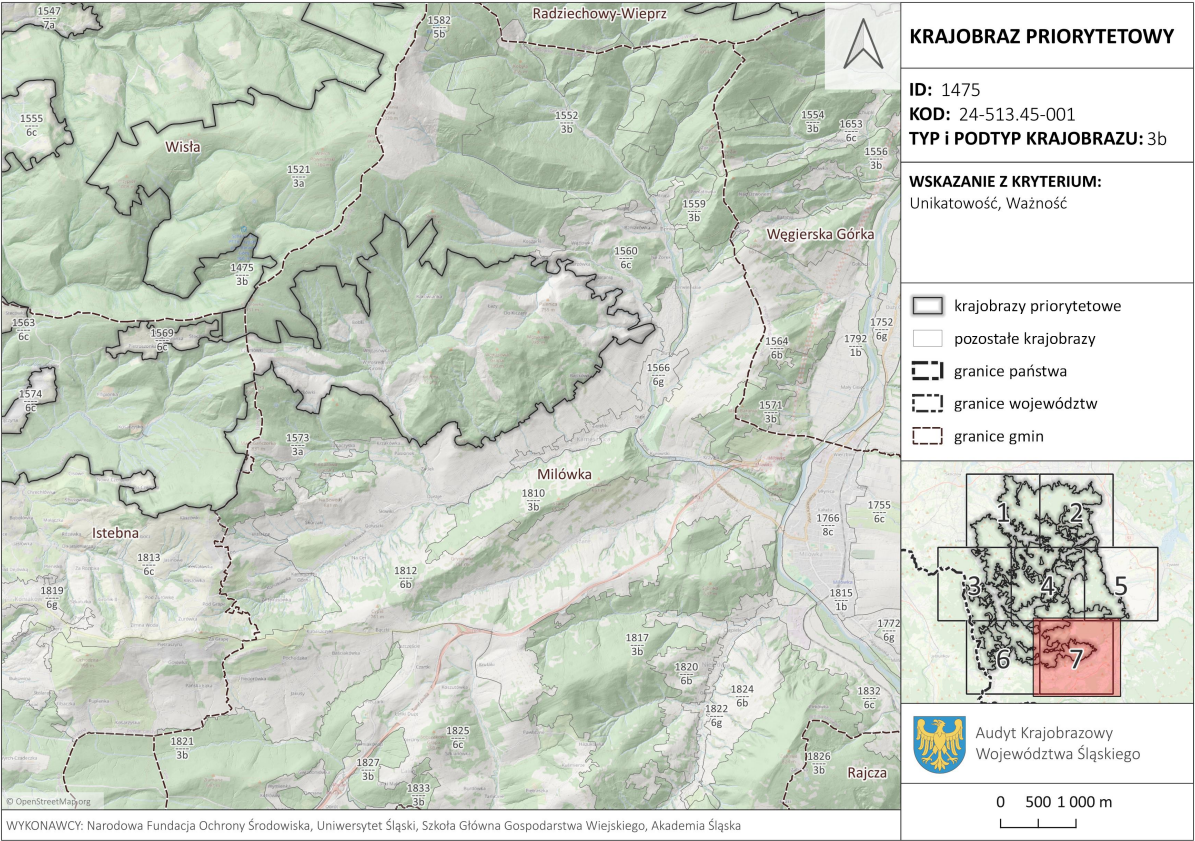 1547
7a
1582
5b
Radziechowy-Wieprz
1555
6c
1552
3b
1554
3b
1653
6c
Wisła
1556
3b
1521
3a
1559
3b
Węgierska Górka
1560
6c
1475
3b
1563
6c
1569
6c
1564
6b
1792
1b
1752
6g
1566
6g
1574
6c
1571
3b
1573
3a
Milówka
1810
3b
1766
8c
1755
6c
Istebna
1813
6c
1812
6b
1819
6g
1815
1b
1772
6g
1817
3b
1820
6b
1824
6b
1822
6g
1832
6c
1821
3b
1825
6c
1827
3b
1826
3b
1833
3b
Rajcza
© OpenStreetMap.org
WYKONAWCY: Narodowa Fundacja Ochrony Środowiska, Uniwersytet Śląski, Szkoła Główna Gospodarstwa Wiejskiego, Akademia Śląska
KRAJOBRAZ PRIORYTETOWY
ID: 1475
KOD: 24-513.45-001
TYP i PODTYP KRAJOBRAZU: 3b
WSKAZANIE Z KRYTERIUM:
Unikatowość, Ważność
krajobrazy priorytetowe
pozostałe krajobrazy
granice państwa
granice województw
granice gmin
1
2
3
4
5
6
7
Audyt Krajobrazowy
Województwa Śląskiego
0 500 1 000 m